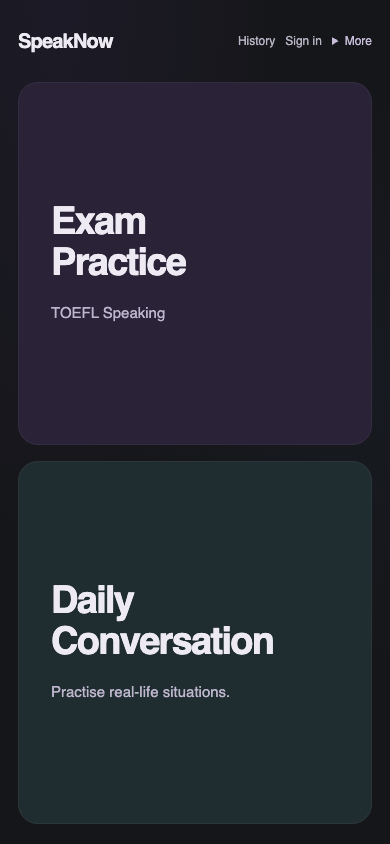 SpeakNow
History Sign in ▶ More
Exam
Practice
TOEFL Speaking
Daily
Conversation
Practise real-life situations.